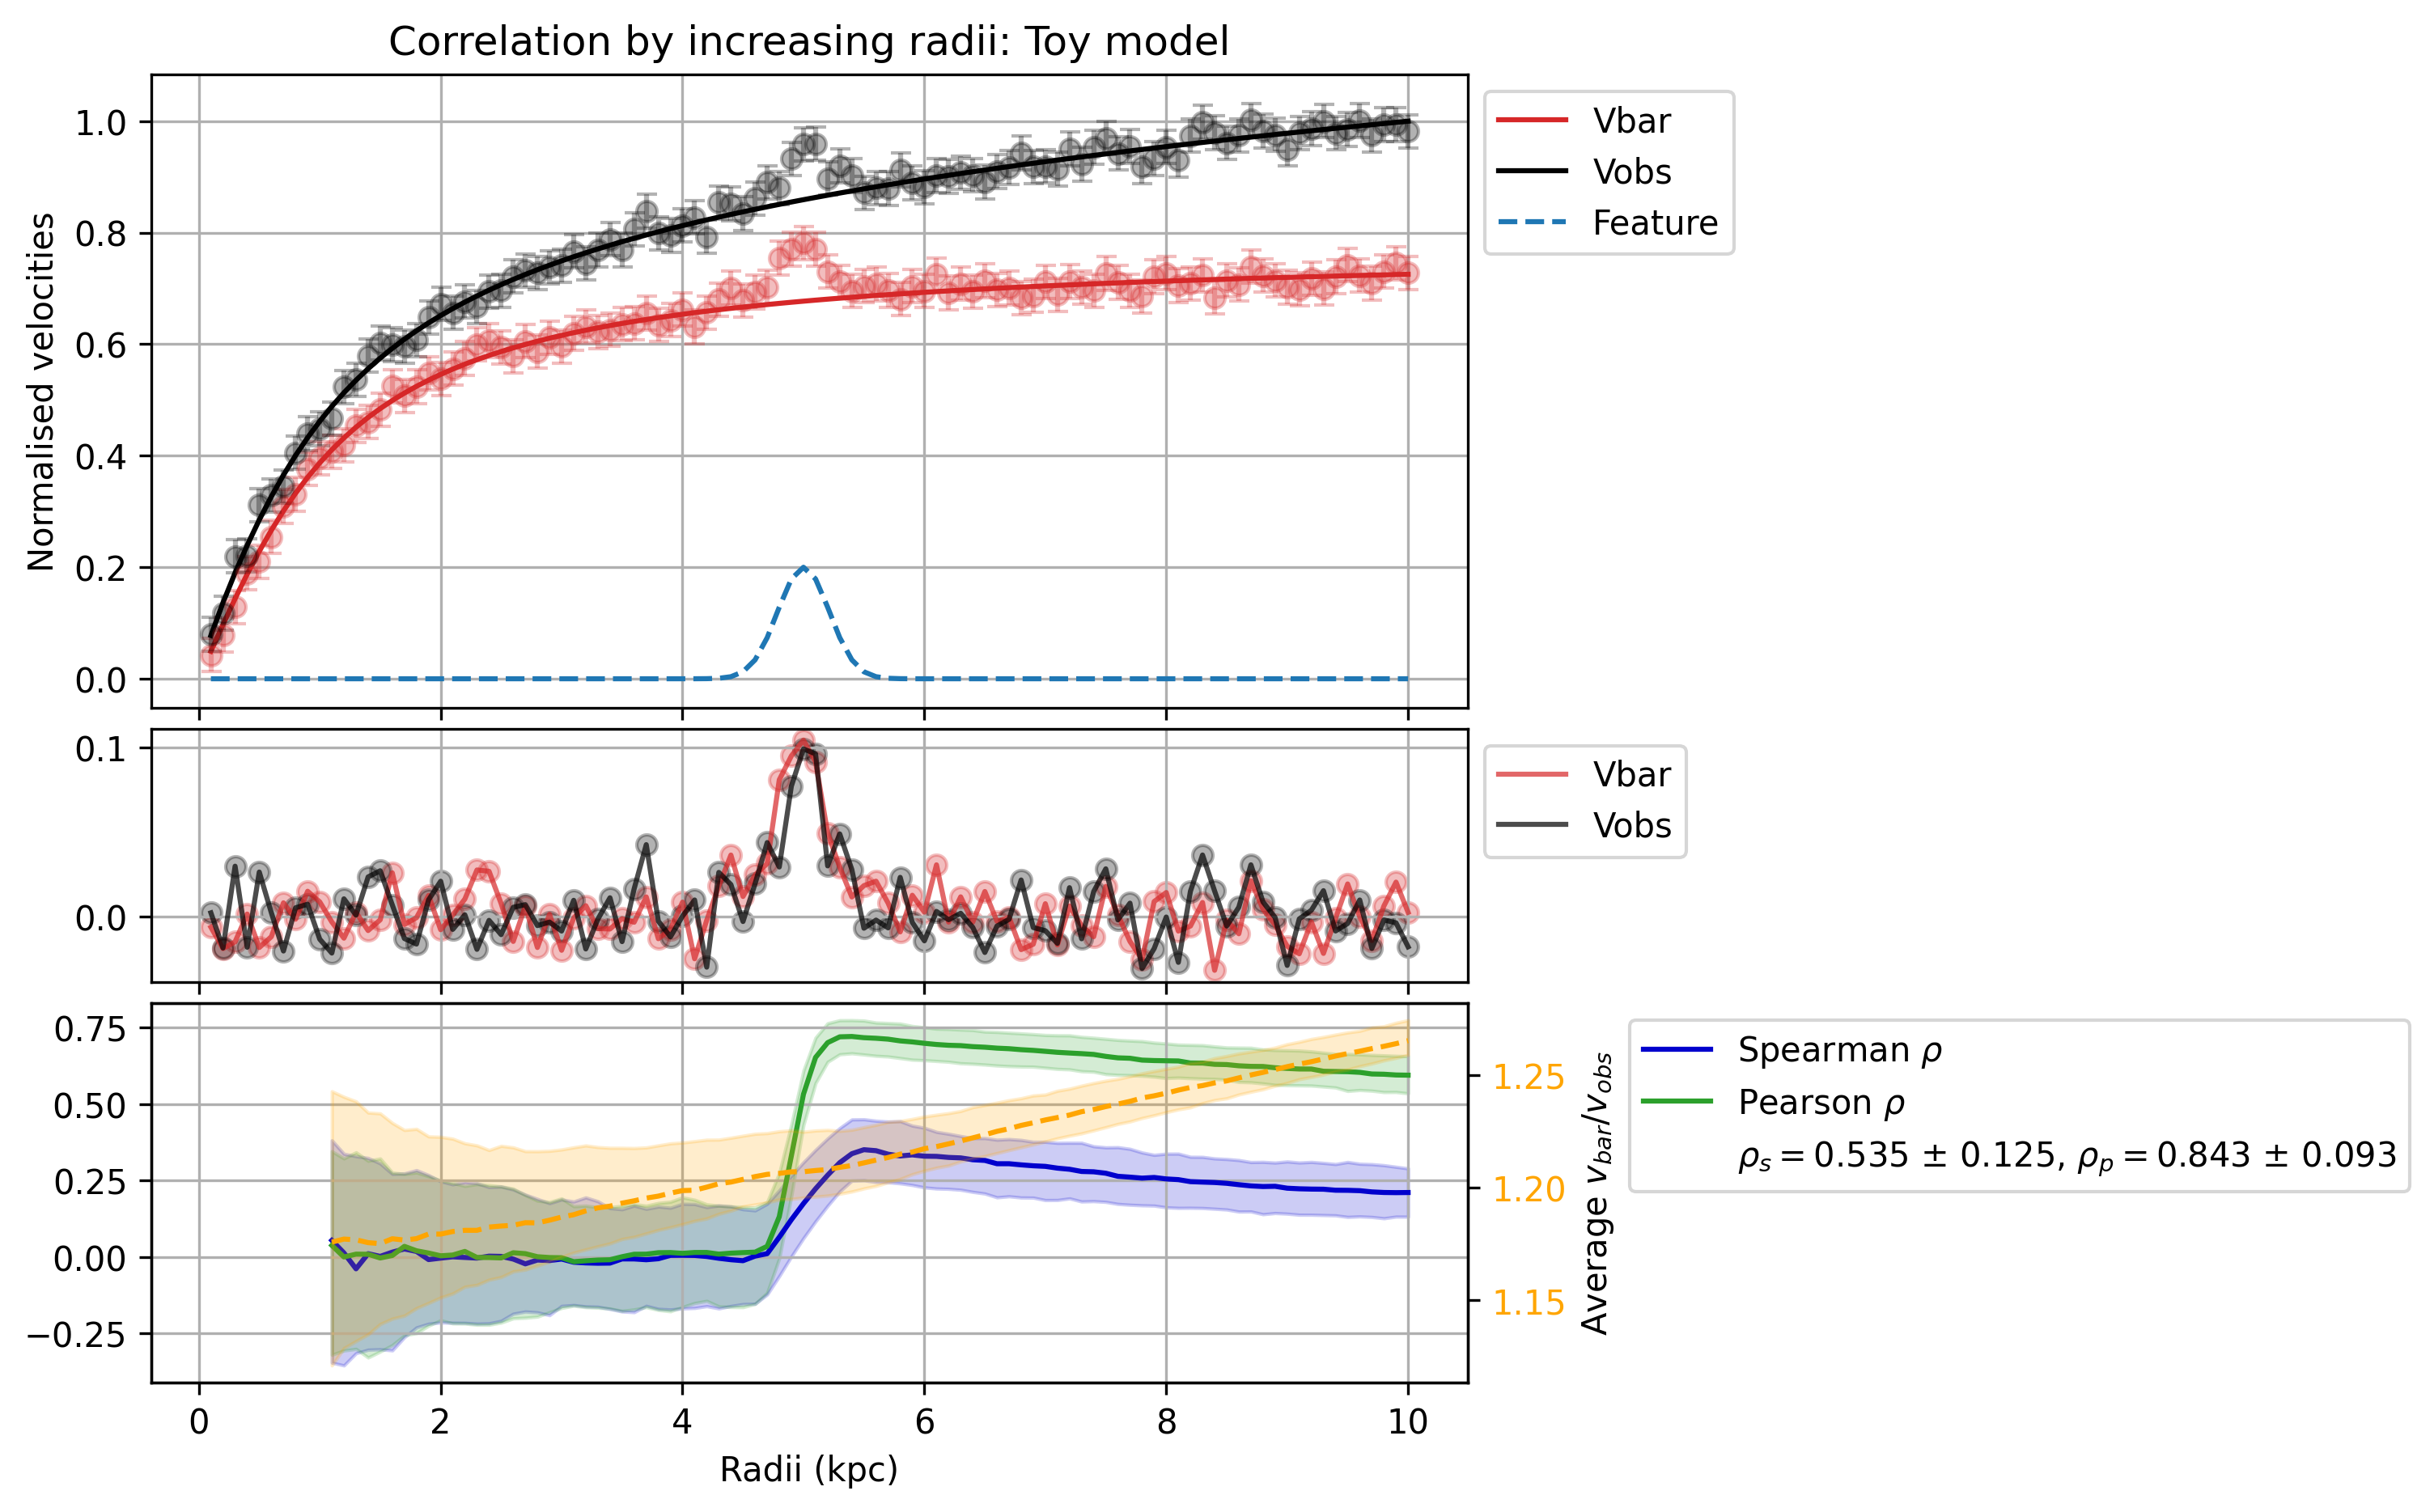 Correlation by increasing radii: Toy model
Normalised velocities
1.0
0.8
0.6
0.4
0.2
0.0
Vbar
Vobs
Feature
0.1
0.0
Vbar
Vobs
0.75
0.50
0.25
0.00
−0.25
1.25
1.20
1.15
Average v_bar/v_obs
Spearman ρ
Pearson ρ
ρ_s = 0.535 ± 0.125, ρ_p = 0.843 ± 0.093
0 2 4 6 8 10
Radii (kpc)